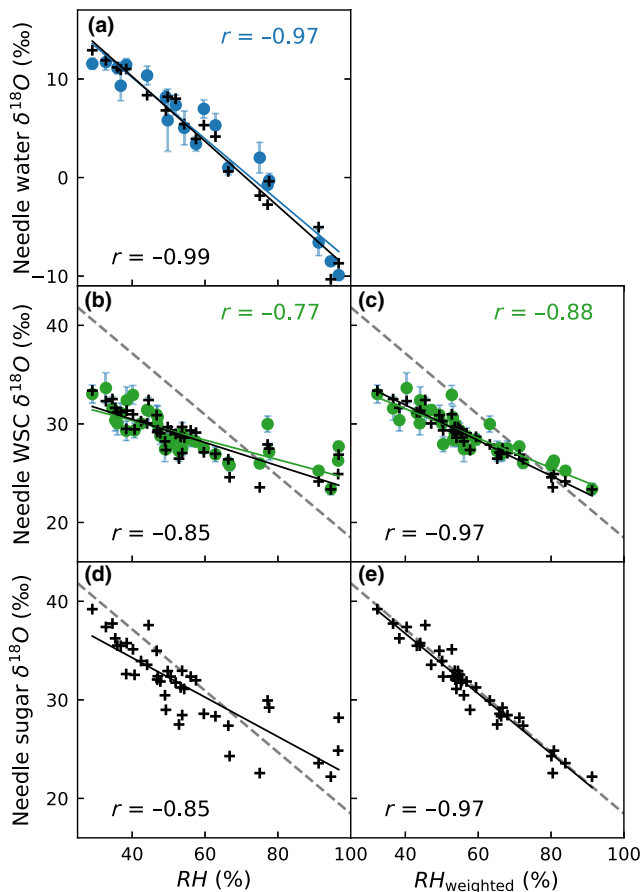 (a)
r = –0.97
Needle water δ¹⁸O (‰)
10
0
–10
r = –0.99
(b)
r = –0.77
(c)
r = –0.88
Needle WSC δ¹⁸O (‰)
40
30
20
r = –0.85
r = –0.97
(d)
(e)
Needle sugar δ¹⁸O (‰)
40
30
20
r = –0.85
r = –0.97
40 60 80 100 40 60 80 100
RH (%)
RHweighted (%)